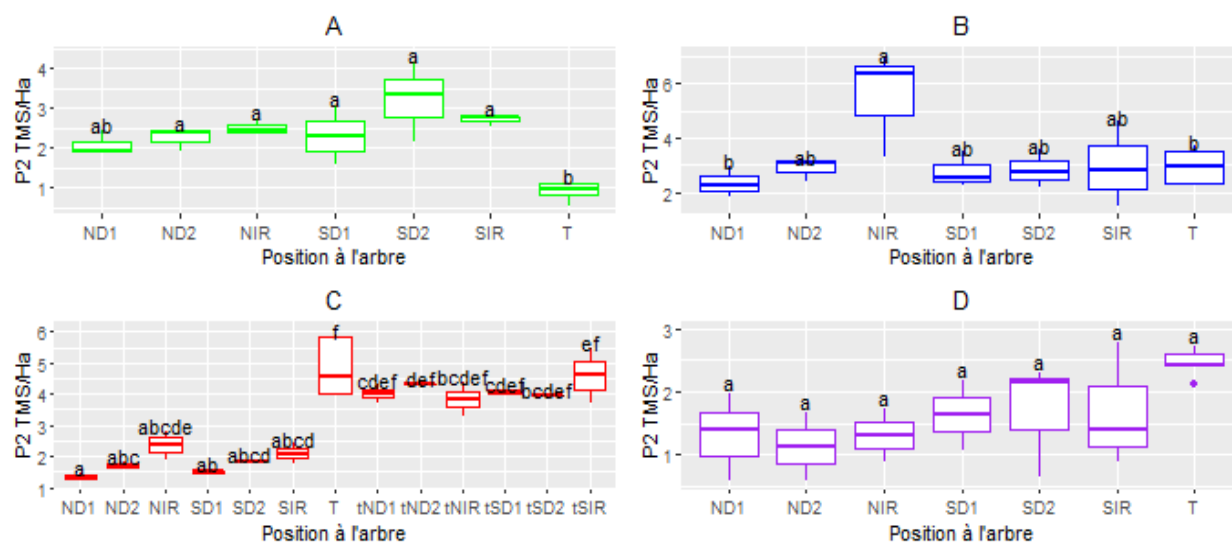 A
P2 TMS/Ha
4
3
2
1
ab
a
a
a
a
a
b
ND1 ND2 NIR SD1 SD2 SIR T
Position à l'arbre
B
P2 TMS/Ha
6
4
2
b
ab
a
ab
ab
ab
b
ND1 ND2 NIR SD1 SD2 SIR T
Position à l'arbre
C
P2 TMS/Ha
6
5
4
3
2
1
a
abc
abcde
ab
abcd
abcd
f
cdef
def
bcdef
cdef
bcdef
ef
ND1 ND2 NIR SD1 SD2 SIR T tND1 tND2 tNIR tSD1 tSD2 tSIR
Position à l'arbre
D
P2 TMS/Ha
3
2
1
a
a
a
a
a
a
a
ND1 ND2 NIR SD1 SD2 SIR T
Position à l'arbre